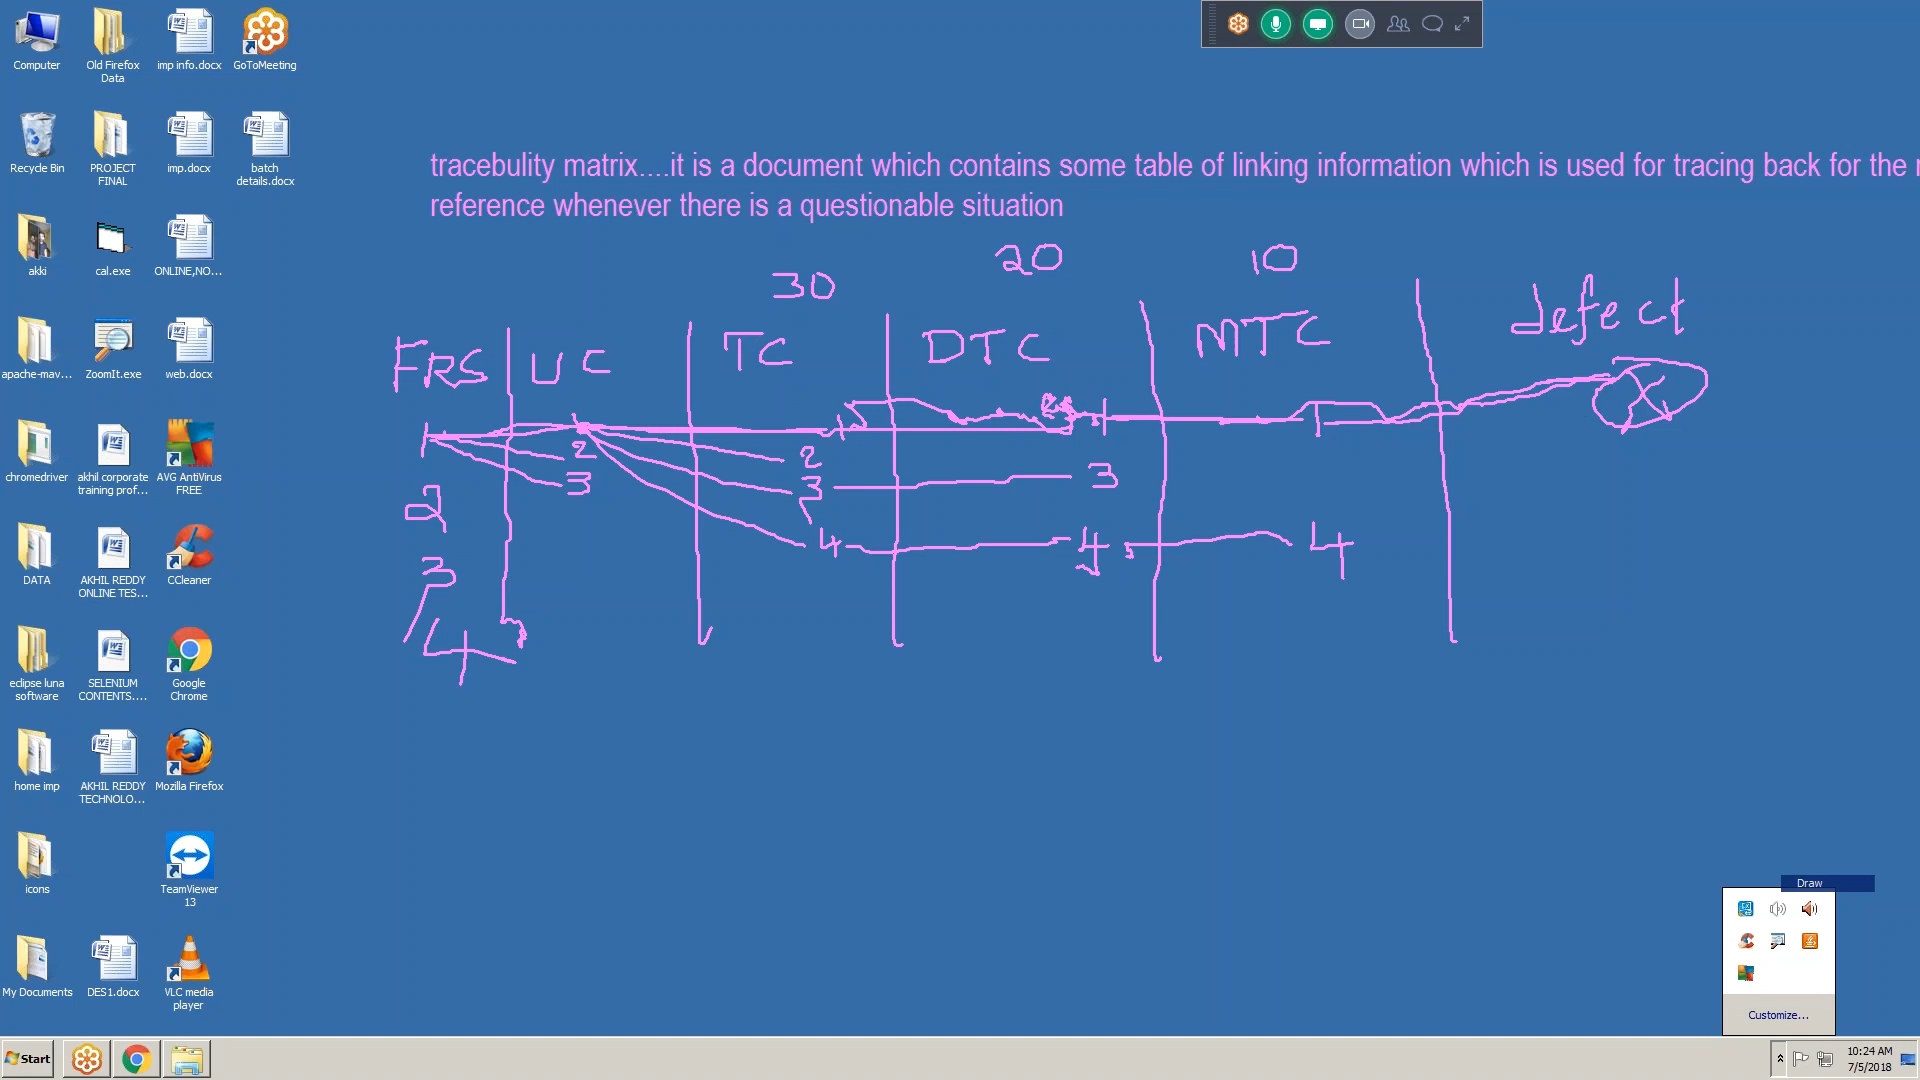 Computer
Old Firefox
Data
imp info.docx
GoToMeeting
Recycle Bin
PROJECT
FINAL
imp.docx
batch
details.docx
akki
cal.exe
ONLINE,NO...
apache-mav...
ZoomIt.exe
web.docx
chromedriver
akhil corporate
training prof...
AVG AntiVirus
FREE
DATA
AKHIL REDDY
ONLINE TES...
CCleaner
eclipse luna
software
SELENIUM
CONTENTS....
Google
Chrome
home imp
AKHIL REDDY
TECHNOLO...
Mozilla Firefox
icons
TeamViewer
13
My Documents
DES1.docx
VLC media
player
tracebulity matrix....it is a document which contains some table of linking information which is used for tracing back for the
reference whenever there is a questionable situation
30 20 10
FRS UC TC DTC MTC defect
1 1 1 1 1
2 2
3 3 3
2 4 4 4
3
4
Draw
Customize...
Start
10:24 AM
7/5/2018